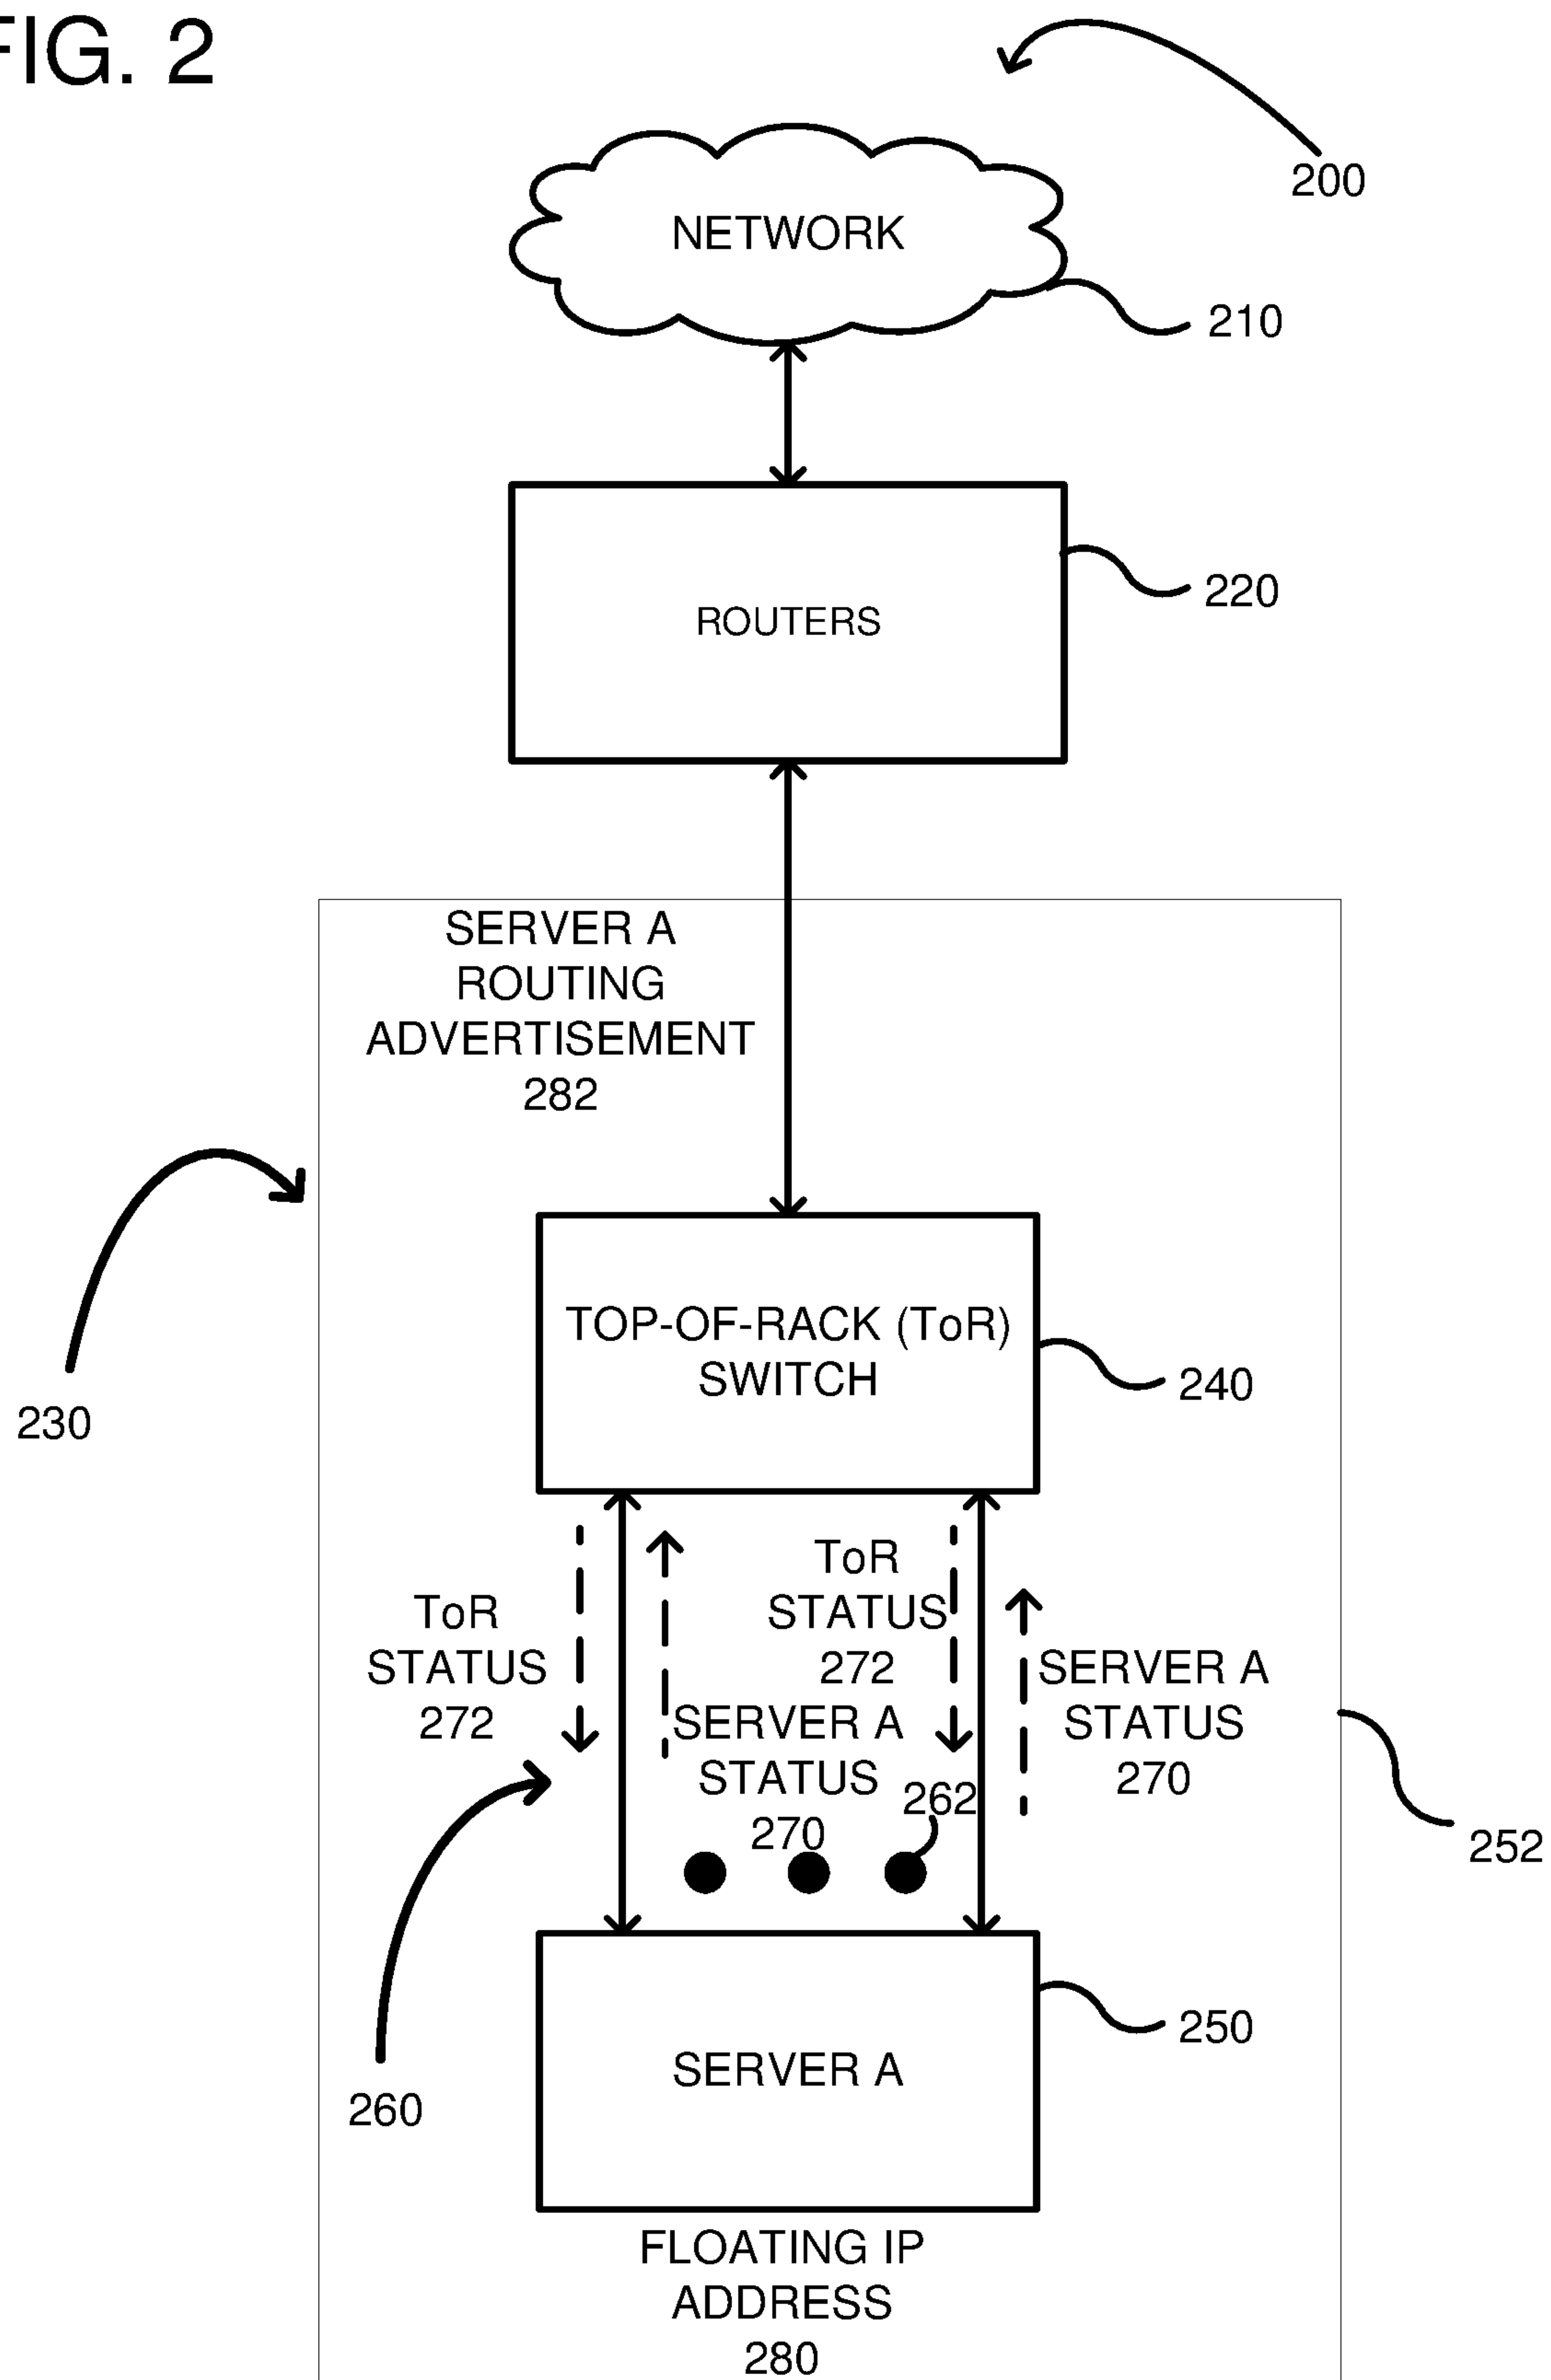 FIG. 2
200
NETWORK
210
ROUTERS
220
SERVER A
ROUTING
ADVERTISEMENT
282
230
TOP-OF-RACK (ToR)
SWITCH
240
ToR
STATUS
272
SERVER A
STATUS
270
ToR
STATUS
272
SERVER A
STATUS
270
262
252
260
SERVER A
250
FLOATING IP
ADDRESS
280